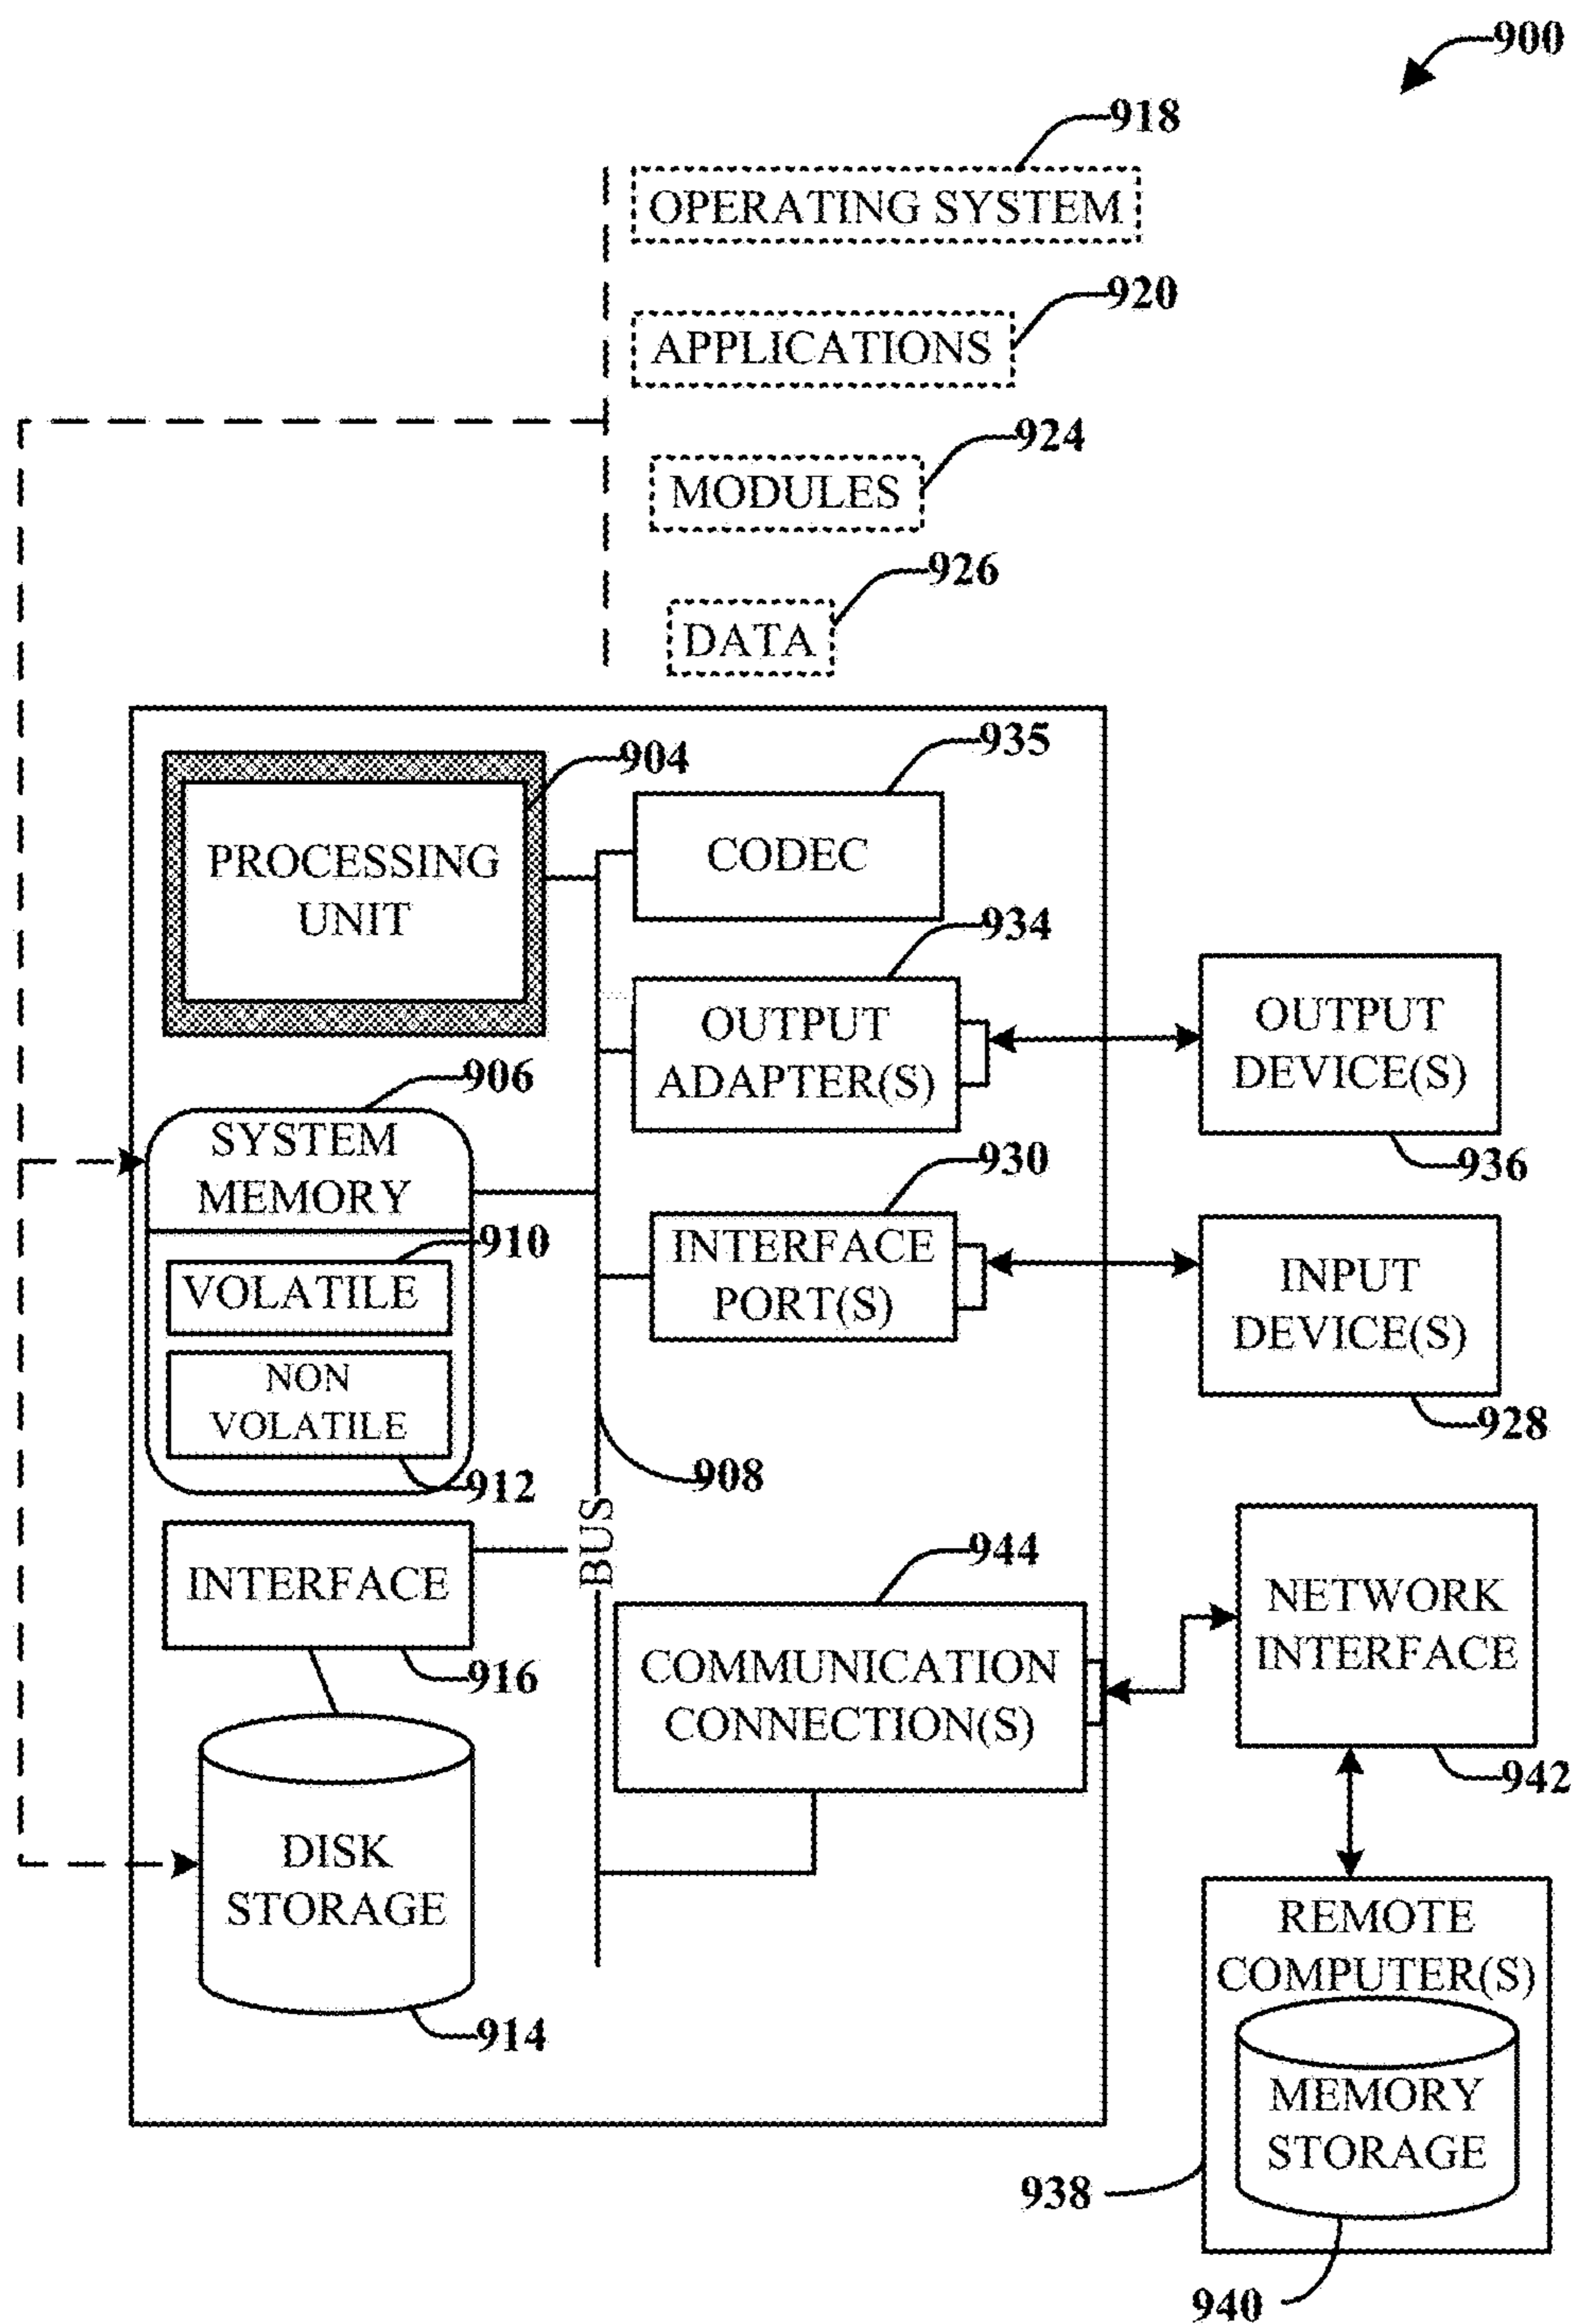 900
918
OPERATING SYSTEM
920
APPLICATIONS
924
MODULES
926
DATA
904
PROCESSING
UNIT
935
CODEC
934
OUTPUT
ADAPTER(S)
OUTPUT
DEVICE(S)
936
906
SYSTEM
MEMORY
910
VOLATILE
NON
VOLATILE
912
930
INTERFACE
PORT(S)
INPUT
DEVICE(S)
928
908
BUS
INTERFACE
916
944
COMMUNICATION
CONNECTION(S)
NETWORK
INTERFACE
942
DISK
STORAGE
914
REMOTE
COMPUTER(S)
MEMORY
STORAGE
938
940